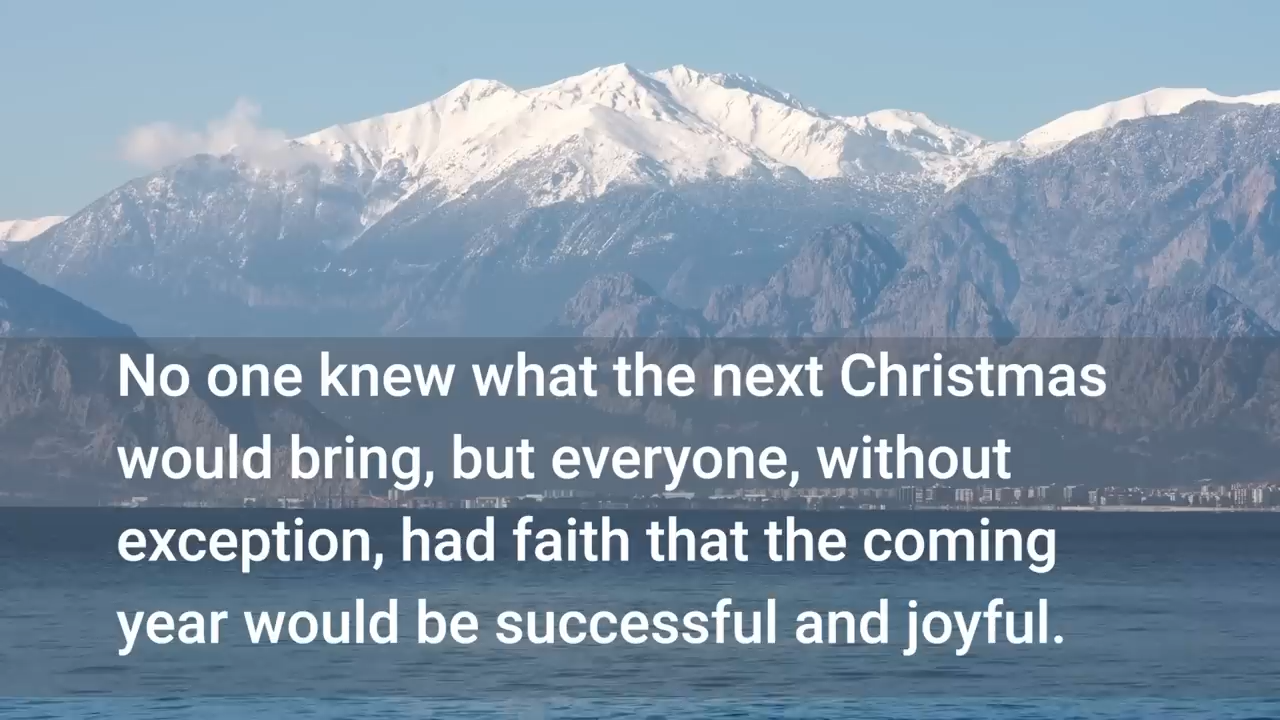 No one knew what the next Christmas
would bring, but everyone, without
exception, had faith that the coming
year would be successful and joyful.